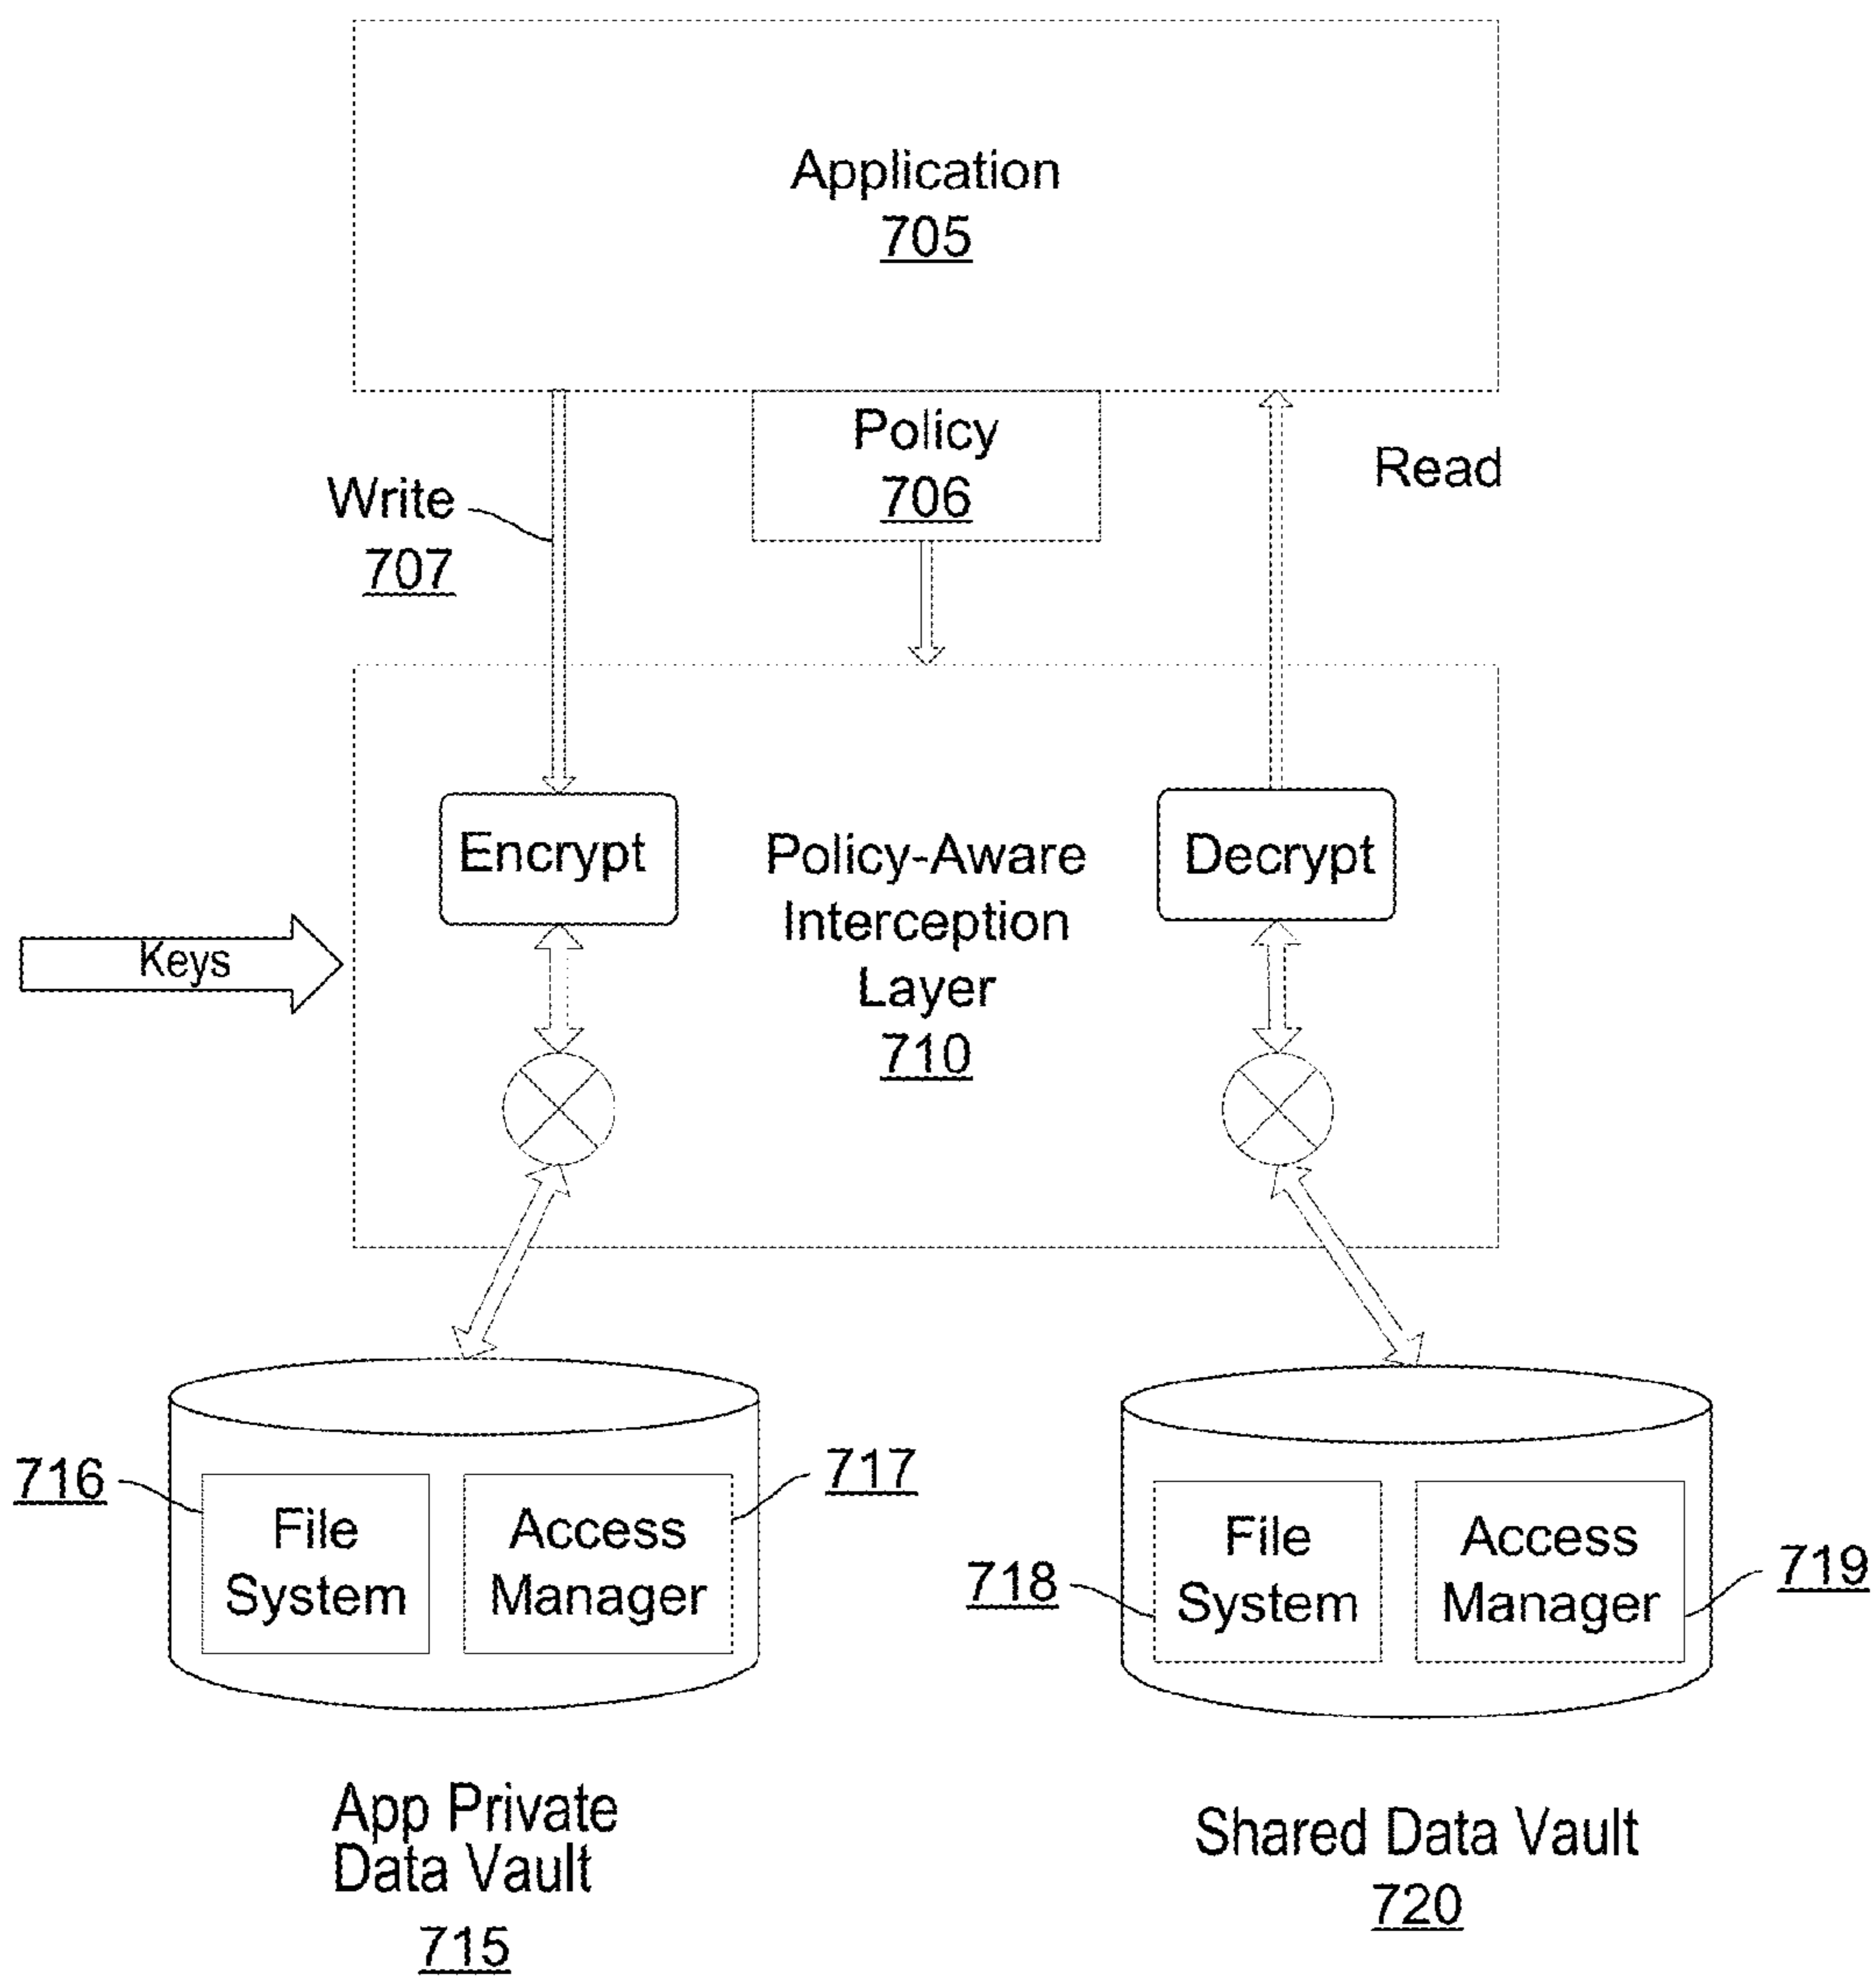 Application
705
Policy
706
Read
Write
707
Encrypt
Policy-Aware
Interception
Layer
710
Decrypt
Keys
716
File
System
Access
Manager
717
718
File
System
Access
Manager
719
App Private
Data Vault
715
Shared Data Vault
720